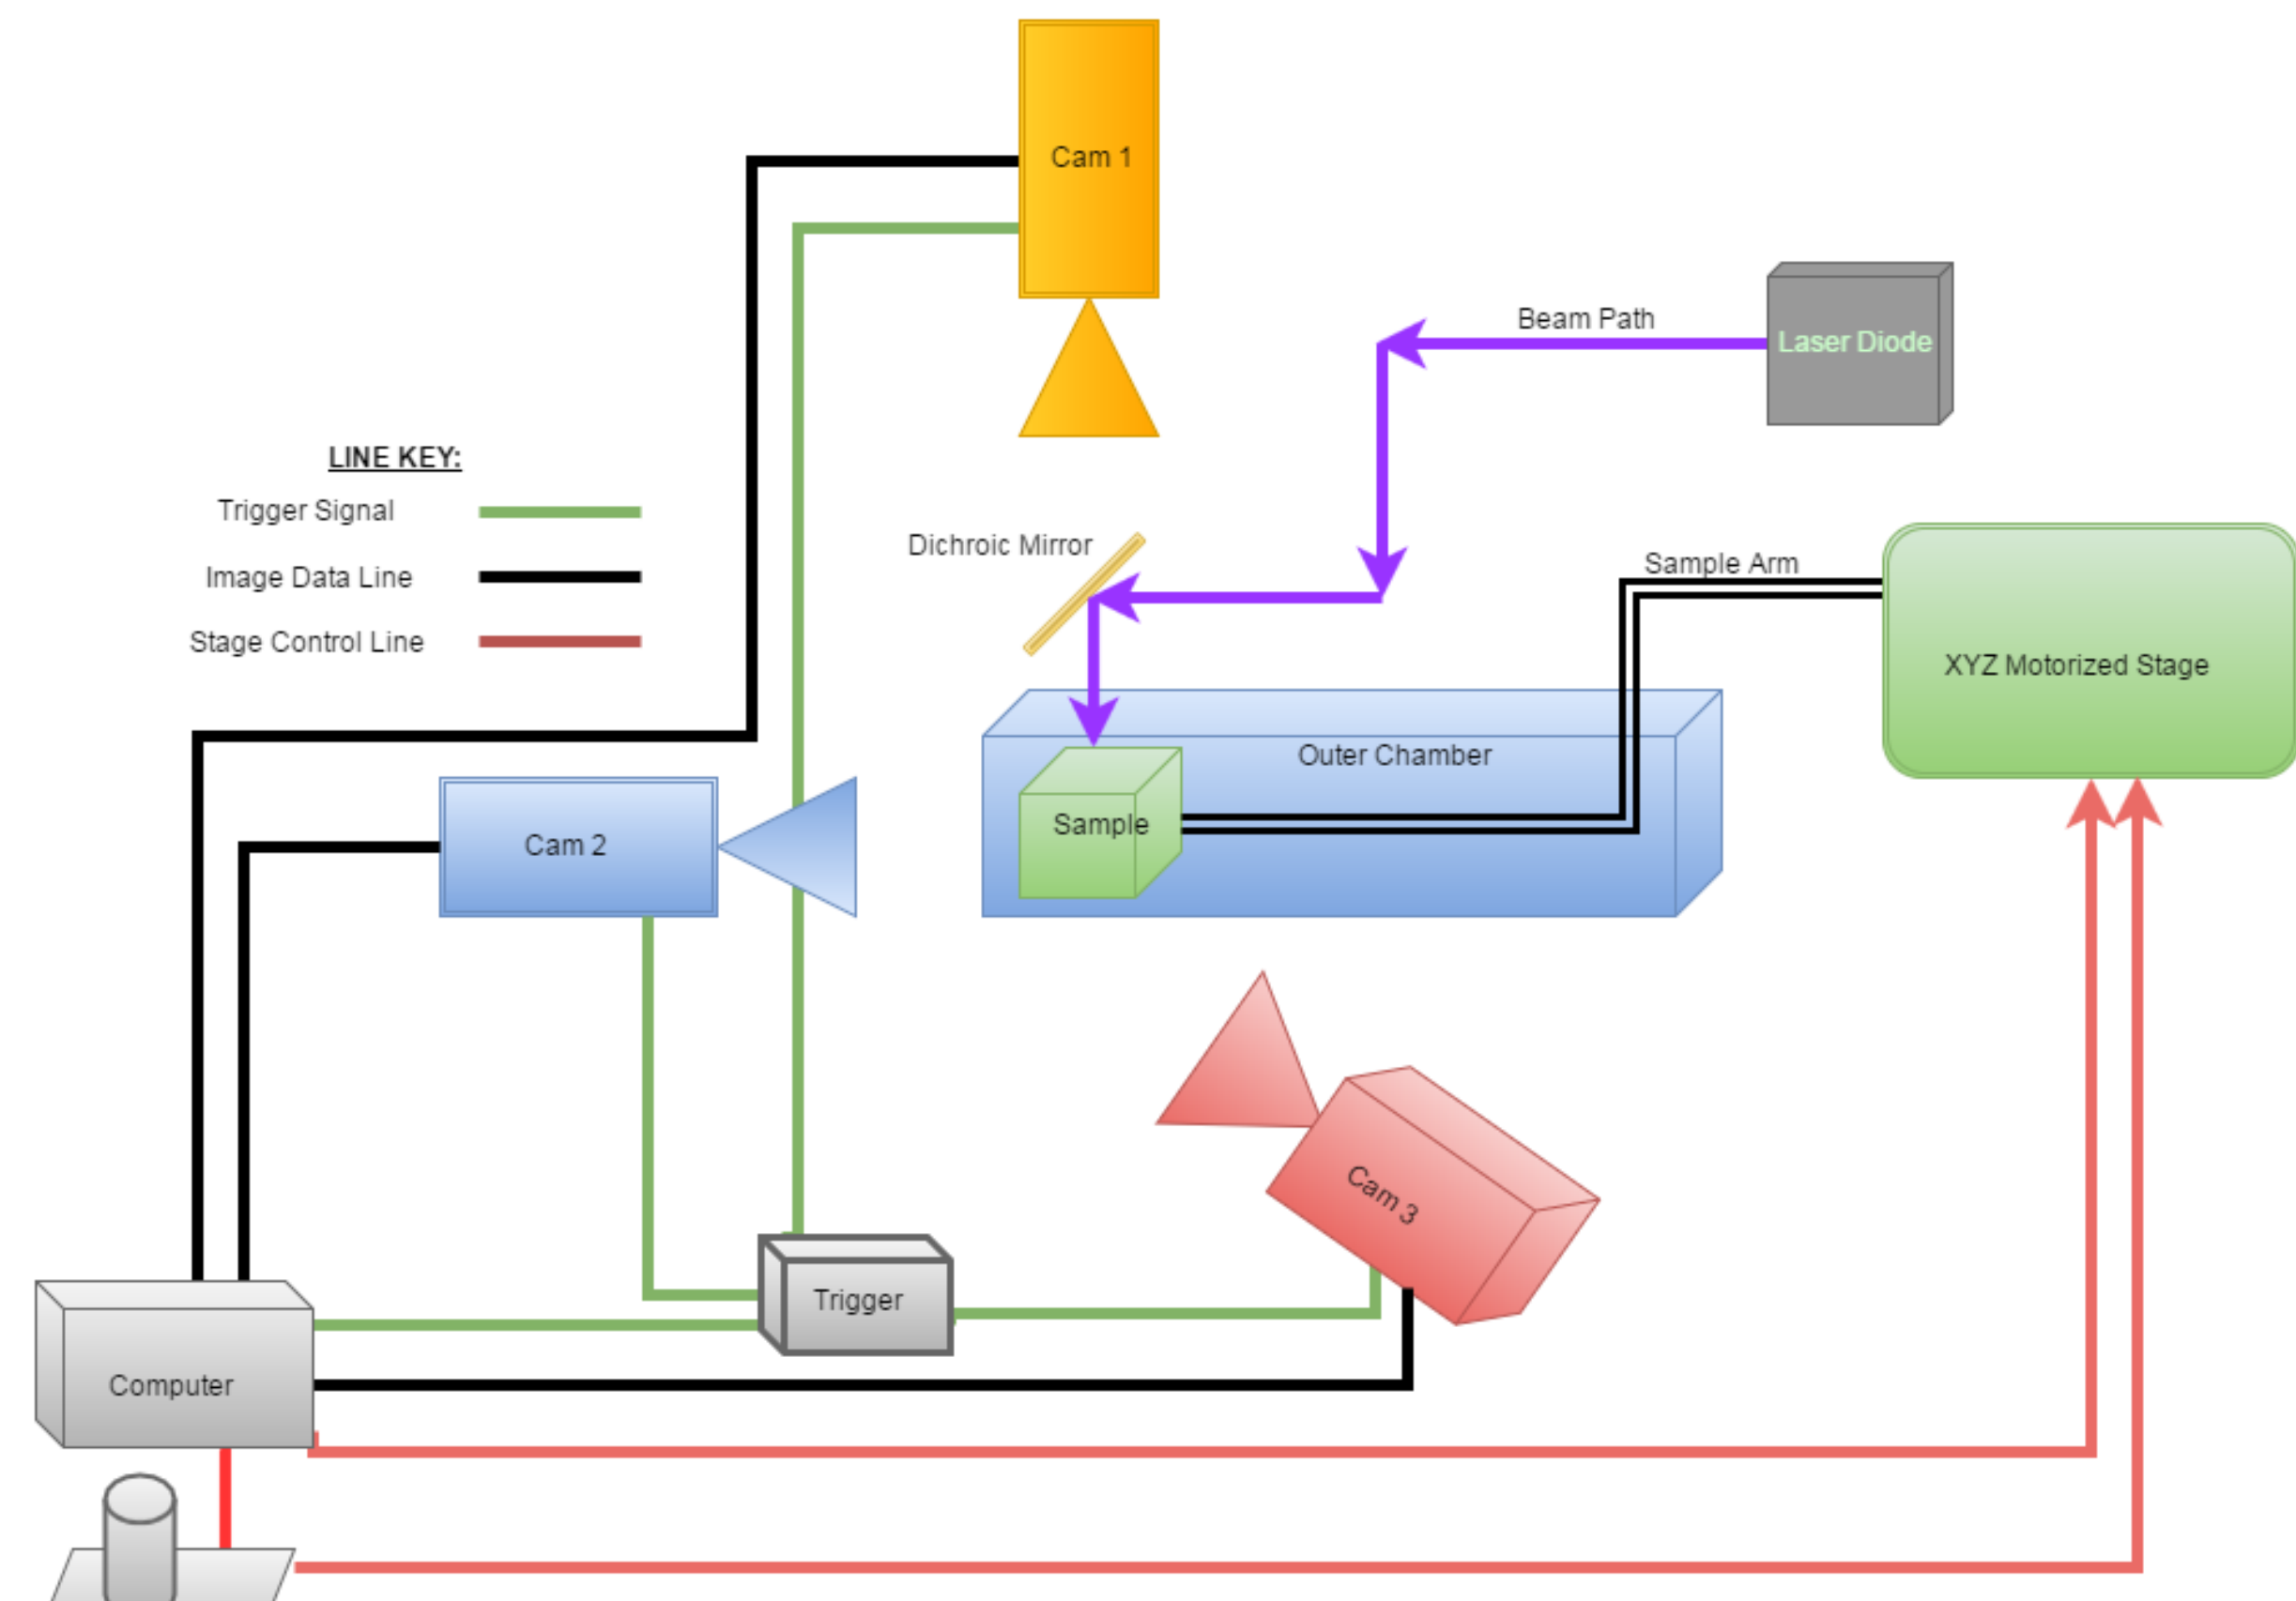 Cam 1
Beam Path
Laser Diode
LINE KEY:
Trigger Signal
Image Data Line
Stage Control Line
Dichroic Mirror
Sample Arm
XYZ Motorized Stage
Outer Chamber
Sample
Cam 2
Cam 3
Trigger
Computer